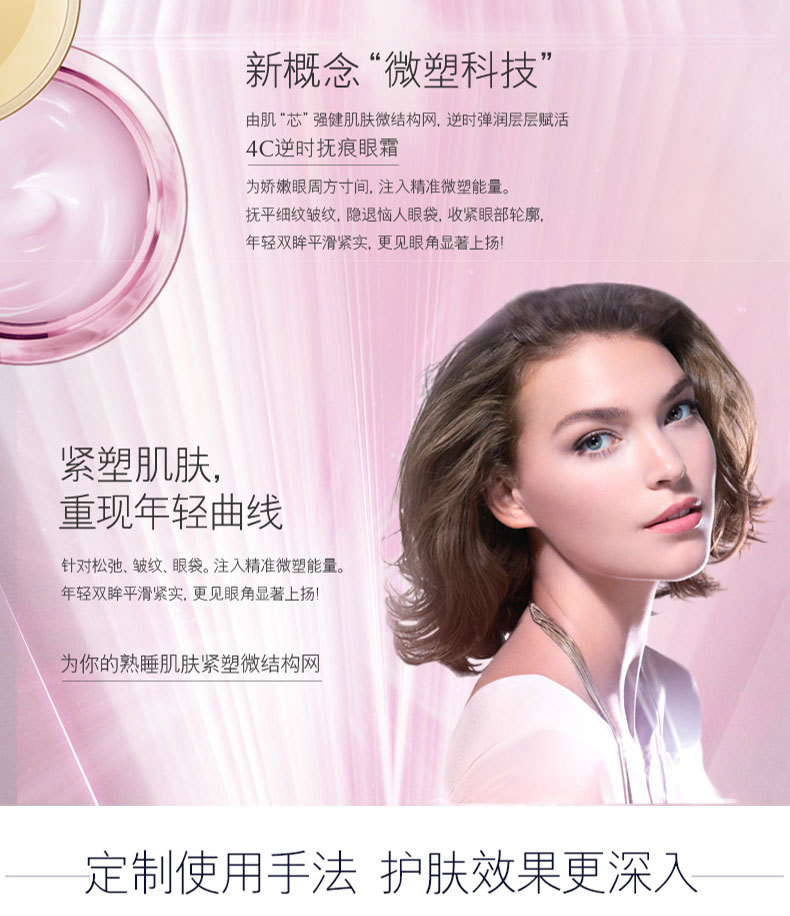 新概念“微塑科技”
由肌“芯”强健肌肤微结构网, 逆时弹润层层赋活
4C逆时抚痕眼霜
为娇嫩眼周方寸间, 注入精准微塑能量。
抚平细纹皱纹, 隐退恼人眼袋, 收紧眼部轮廓,
年轻双眸平滑紧实, 更见眼角显著上扬!
紧塑肌肤,
重现年轻曲线
针对松弛、皱纹、眼袋。注入精准微塑能量。
年轻双眸平滑紧实, 更见眼角显著上扬!
为你的熟睡肌肤紧塑微结构网
定制使用手法 护肤效果更深入